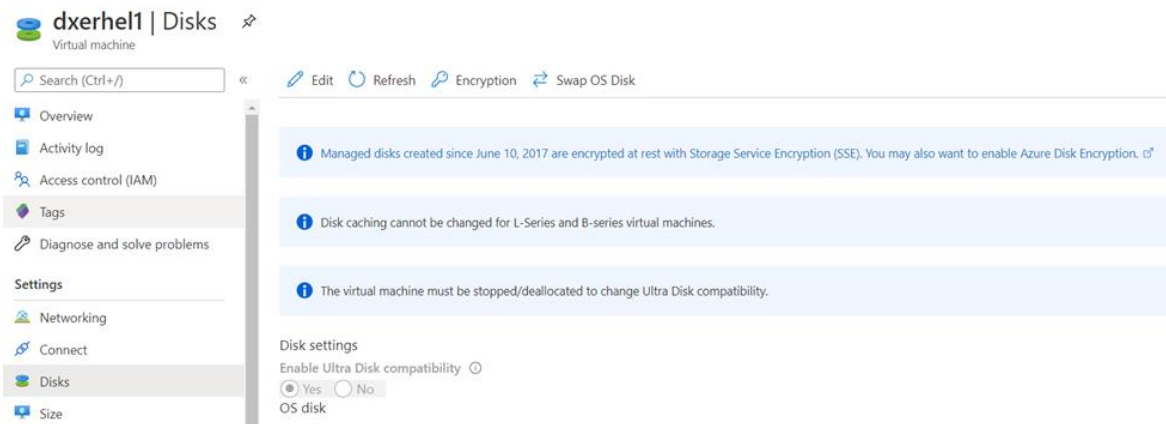 dxerhel1 | Disks
Virtual machine
Search (Ctrl+/)
«
Overview
Activity log
Access control (IAM)
Tags
Diagnose and solve problems
Settings
Networking
Connect
Disks
Size
Edit Refresh Encryption Swap OS Disk
Managed disks created since June 10, 2017 are encrypted at rest with Storage Service Encryption (SSE). You may also want to enable Azure Disk Encryption.
Disk caching cannot be changed for L-Series and B-series virtual machines.
The virtual machine must be stopped/deallocated to change Ultra Disk compatibility.
Disk settings
Enable Ultra Disk compatibility
Yes No
OS disk